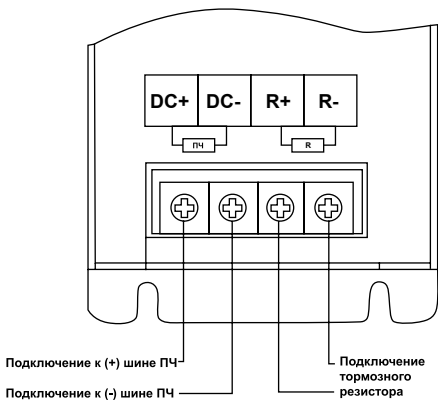 DC+ DC- R+ R-
ПЧ R
Подключение к (+) шине ПЧ
Подключение к (-) шине ПЧ
Подключение
тормозного
резистора